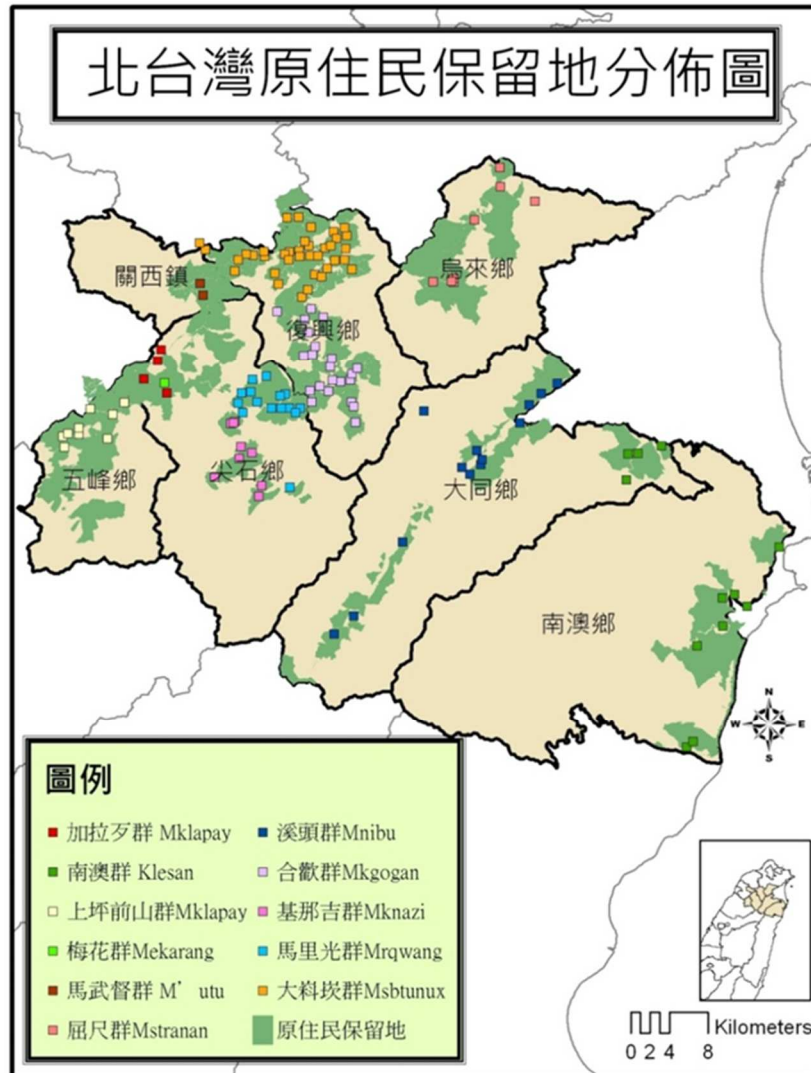 北台灣原住民保留地分佈圖
關西鎮
烏來鄉
復興鄉
五峰鄉
尖石鄉
大同鄉
南澳鄉
N
W E
S
圖例
加拉歹群 Mklapay
溪頭群Mnibu
南澳群 Klesan
合歡群Mkgogan
上坪前山群Mklapay
基那吉群Mknazi
梅花群Mekarang
馬里光群Mrqwang
馬武督群 M’utu
大嵙崁群Msbtunux
屈尺群Mstranan
原住民保留地
Kilometers
0 2 4 8